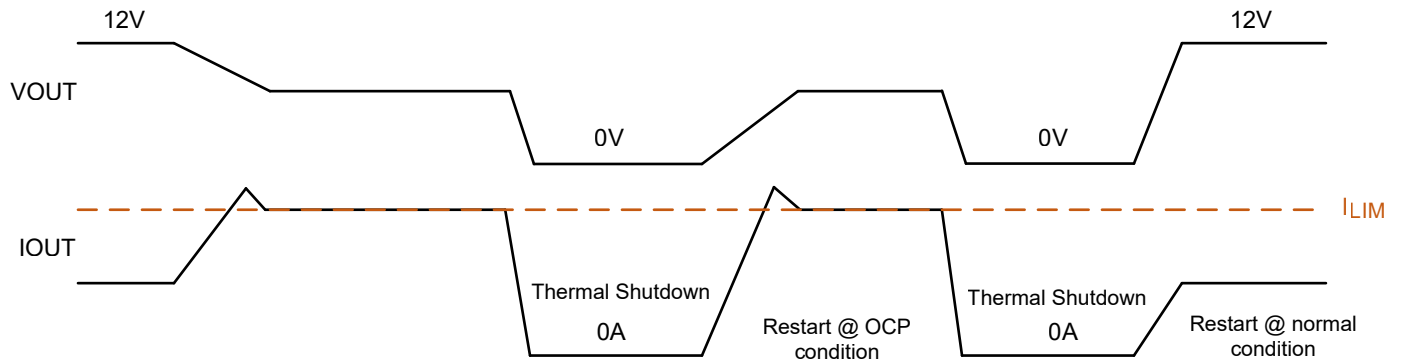 12V
12V
VOUT
0V
0V
ILIM
IOUT
Thermal Shutdown
0A
Restart @ OCP
condition
Thermal Shutdown
0A
Restart @ normal
condition